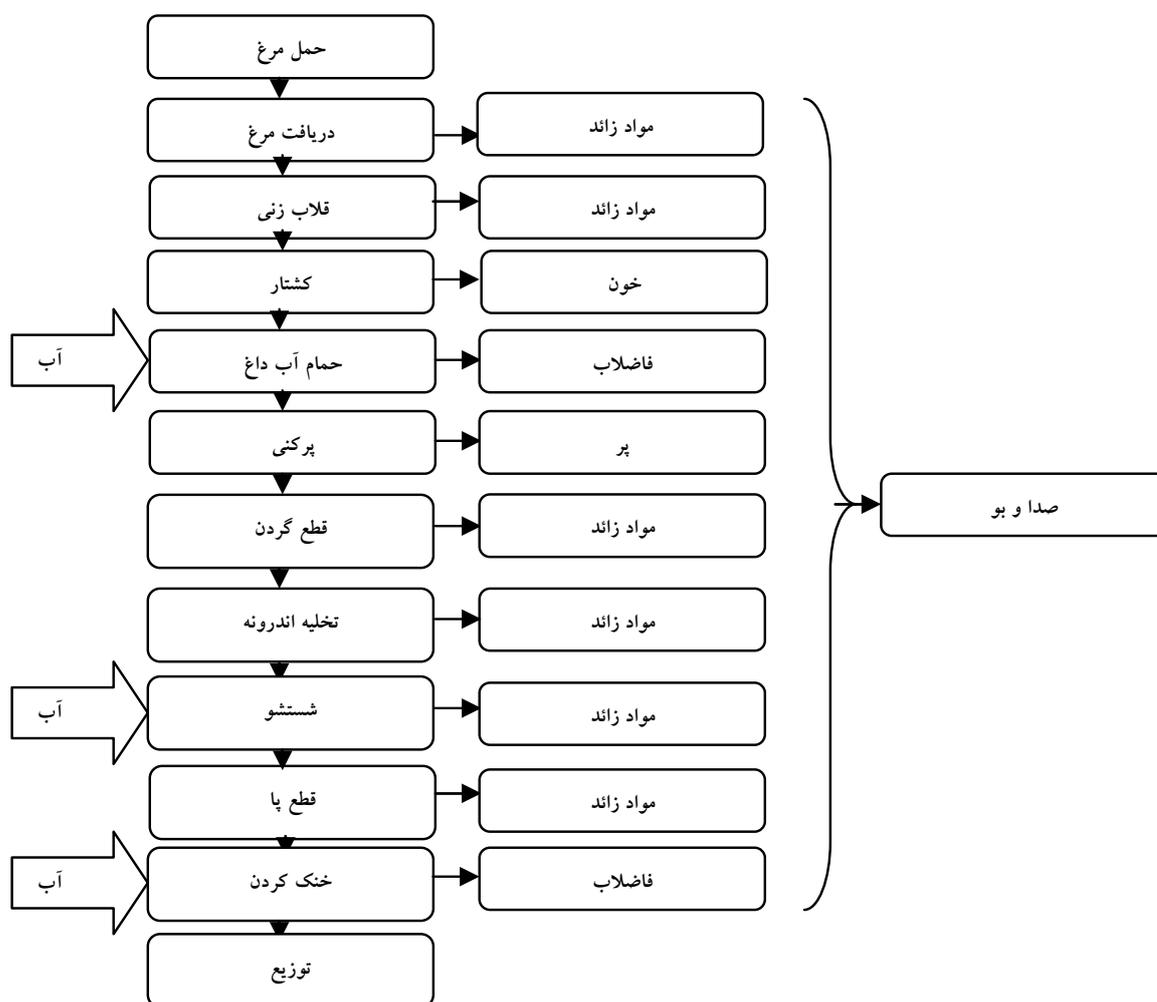 حمل مرغ
دریافت مرغ
مواد زائد
قلاب زنی
مواد زائد
کشتار
خون
آب
حمام آب داغ
فاضلاب
پرکنی
پر
قطع گردن
مواد زائد
صدا و بو
تخلیه اندرونه
مواد زائد
آب
شستشو
مواد زائد
قطع پا
مواد زائد
آب
خنک کردن
فاضلاب
توزیع